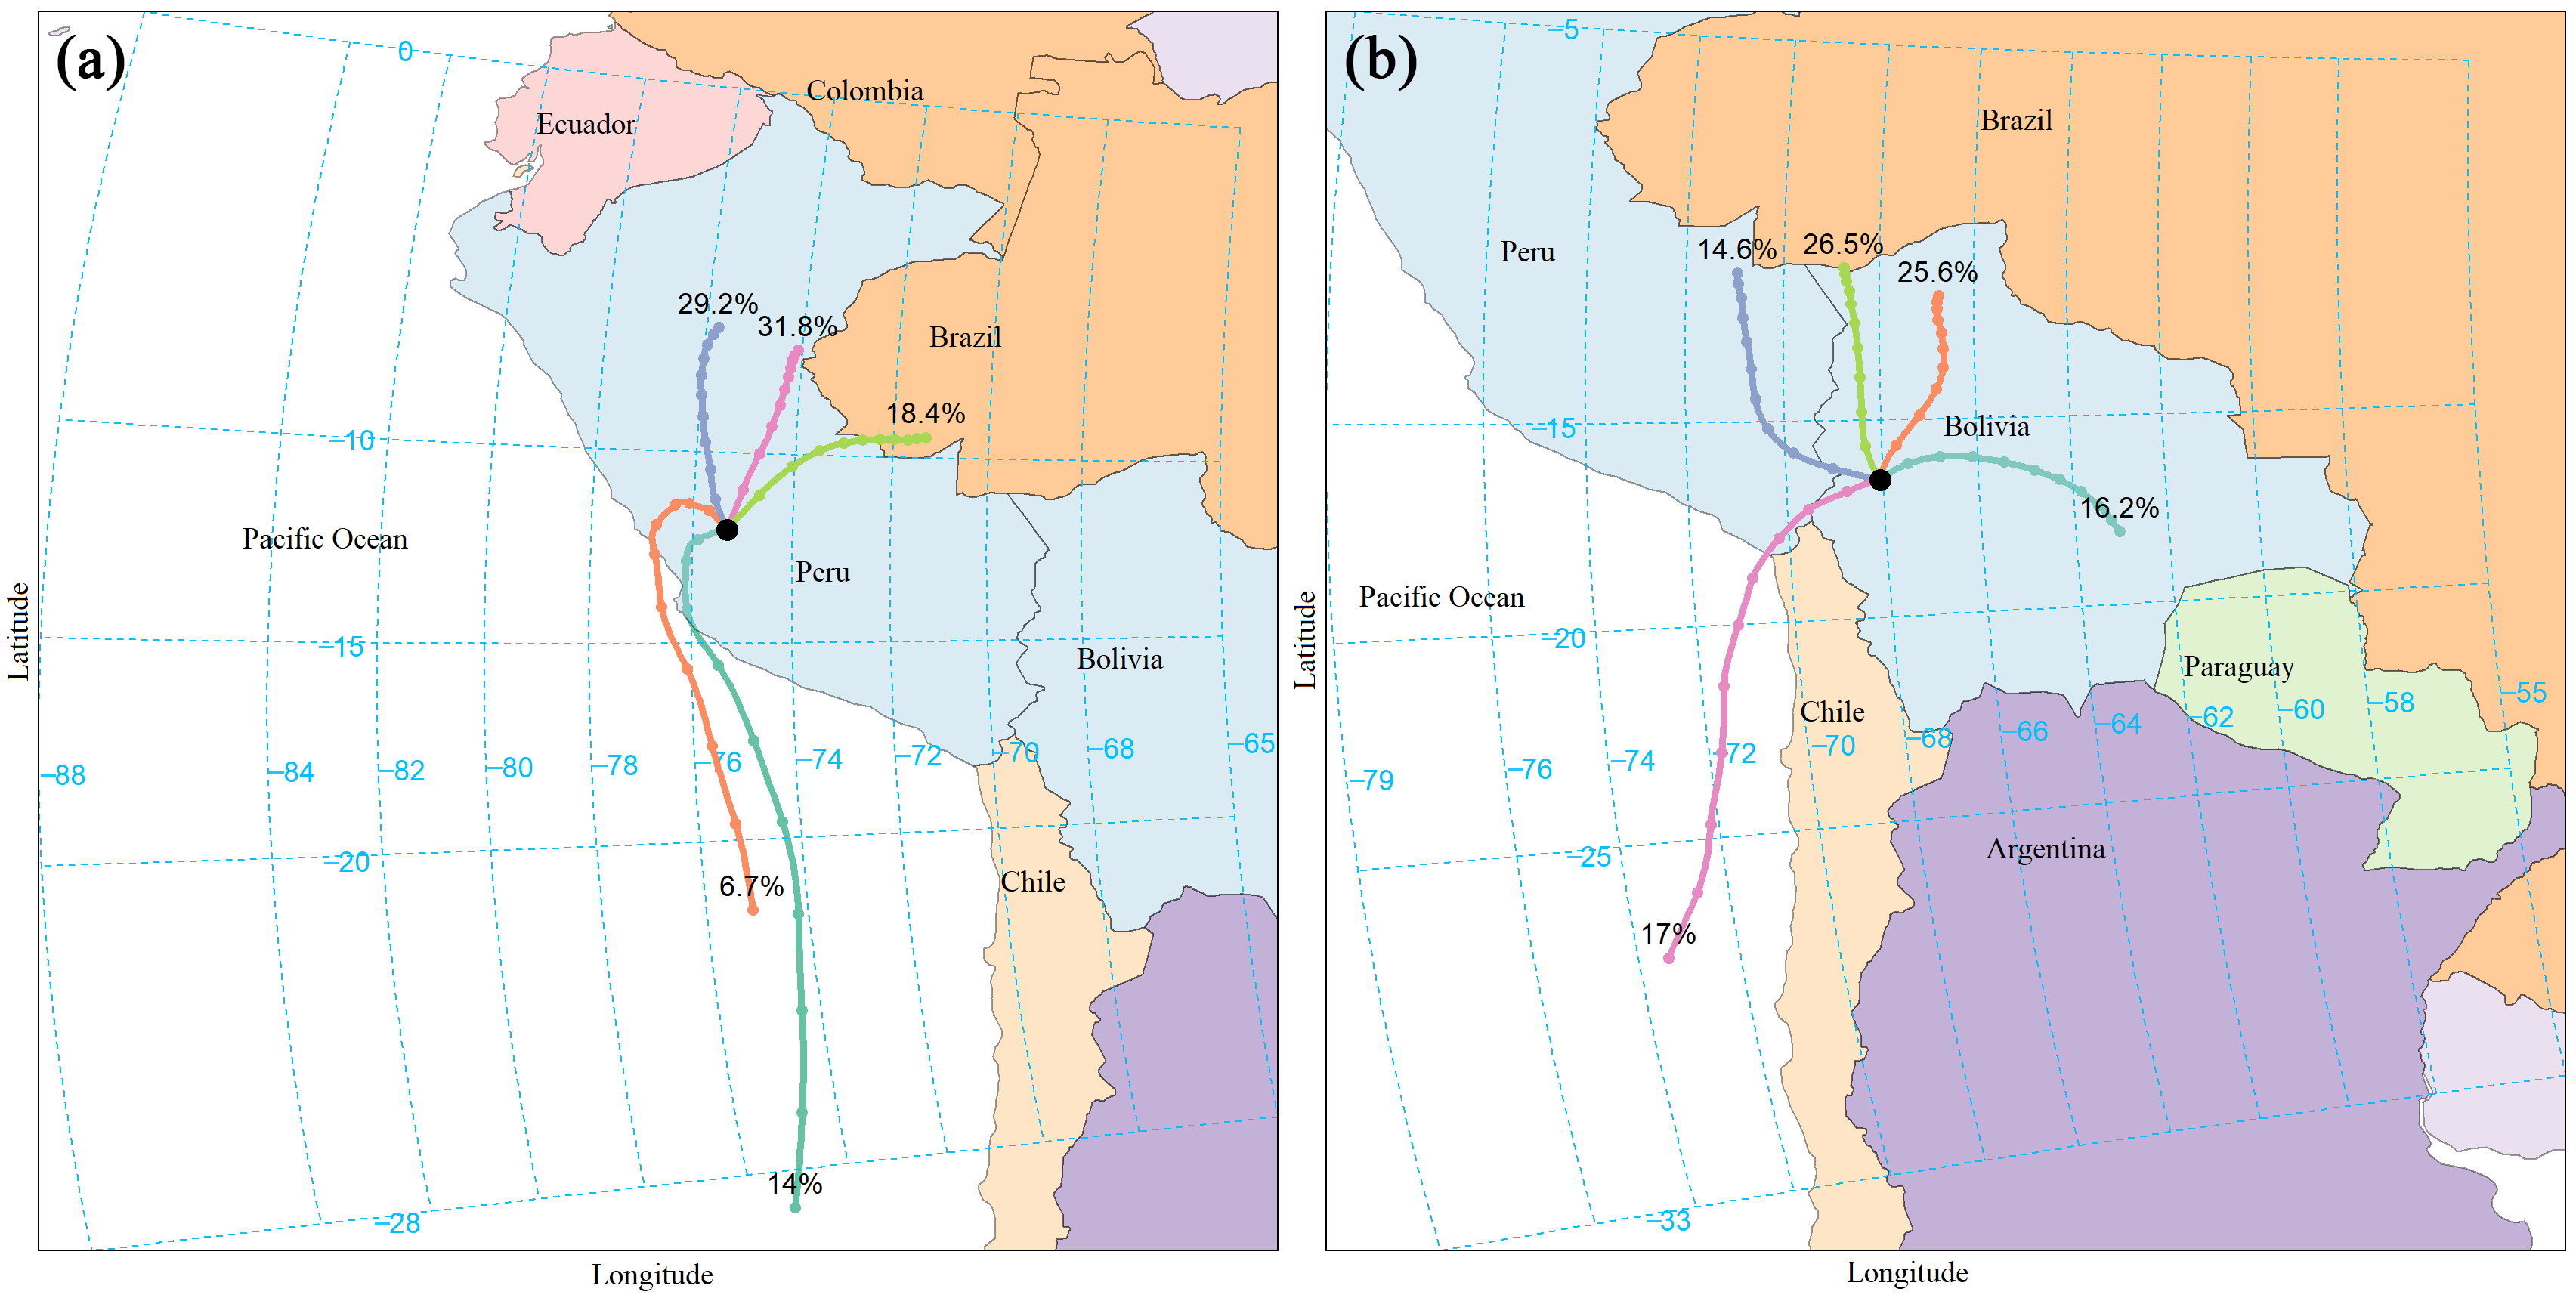 (a)
0
Colombia
Ecuador
29.2%
31.8%
Brazil
18.4%
−10
Pacific Ocean
Peru
Latitude
−15
Bolivia
−88
−84
−82
−80
−78
−76
−74
−72
−70
−68
−65
−20
6.7%
Chile
14%
−28
Longitude
(b)
−5
Brazil
Peru
14.6%
26.5%
25.6%
−15
Bolivia
16.2%
Pacific Ocean
Latitude
−20
Paraguay
−79
−76
−74
−72
Chile
−70
−68
−66
−64
−62
−60
−58
−55
−25
Argentina
17%
−33
Longitude